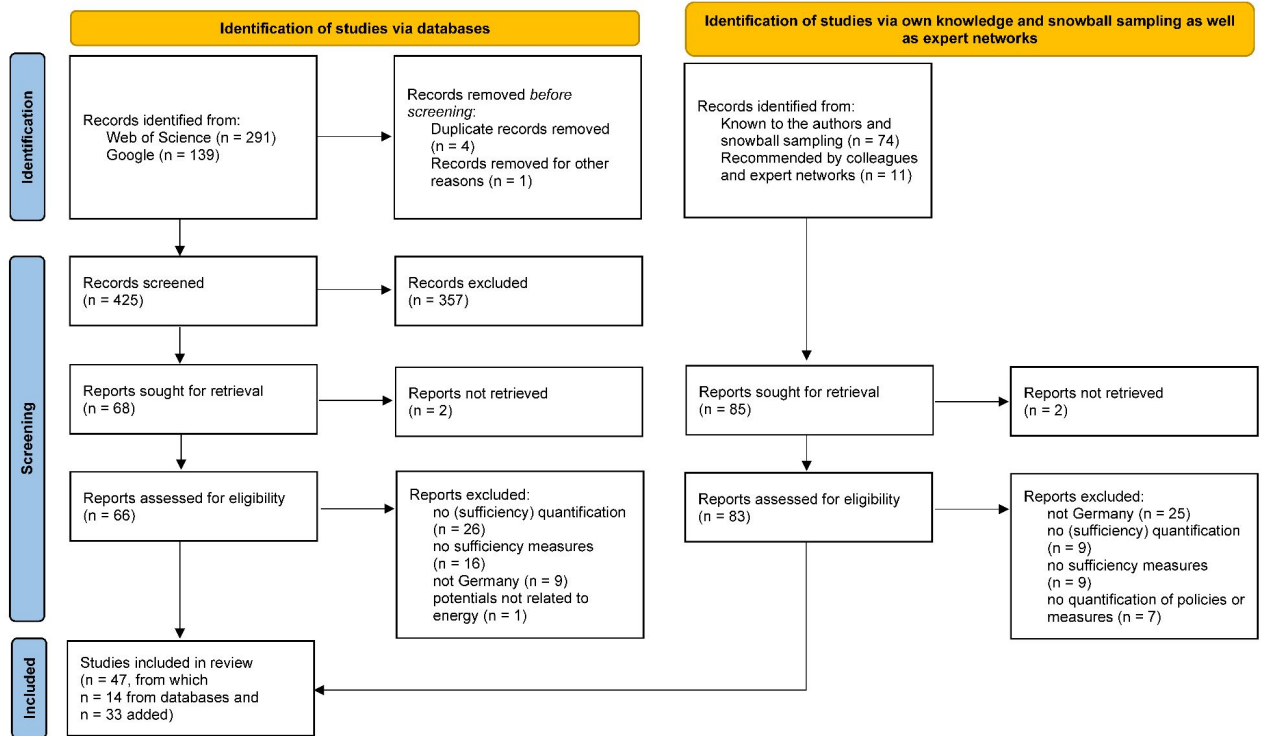 Identification of studies via databases
Identification of studies via own knowledge and snowball sampling as well
as expert networks
Identification
Records identified from:
Web of Science (n = 291)
Google (n = 139)
Records removed before
screening:
Duplicate records removed
(n = 4)
Records removed for other
reasons (n = 1)
Records identified from:
Known to the authors and
snowball sampling (n = 74)
Recommended by colleagues
and expert networks (n = 11)
Screening
Records screened
(n = 425)
Records excluded
(n = 357)
Reports sought for retrieval
(n = 68)
Reports not retrieved
(n = 2)
Reports sought for retrieval
(n = 85)
Reports not retrieved
(n = 2)
Reports assessed for eligibility
(n = 66)
Reports excluded:
no (sufficiency) quantification
(n = 26)
no sufficiency measures
(n = 16)
not Germany (n = 9)
potentials not related to
energy (n = 1)
Reports assessed for eligibility
(n = 83)
Reports excluded:
not Germany (n = 25)
no (sufficiency) quantification
(n = 9)
no sufficiency measures
(n = 9)
no quantification of policies or
measures (n = 7)
Included
Studies included in review
(n = 47, from which
n = 14 from databases and
n = 33 added)